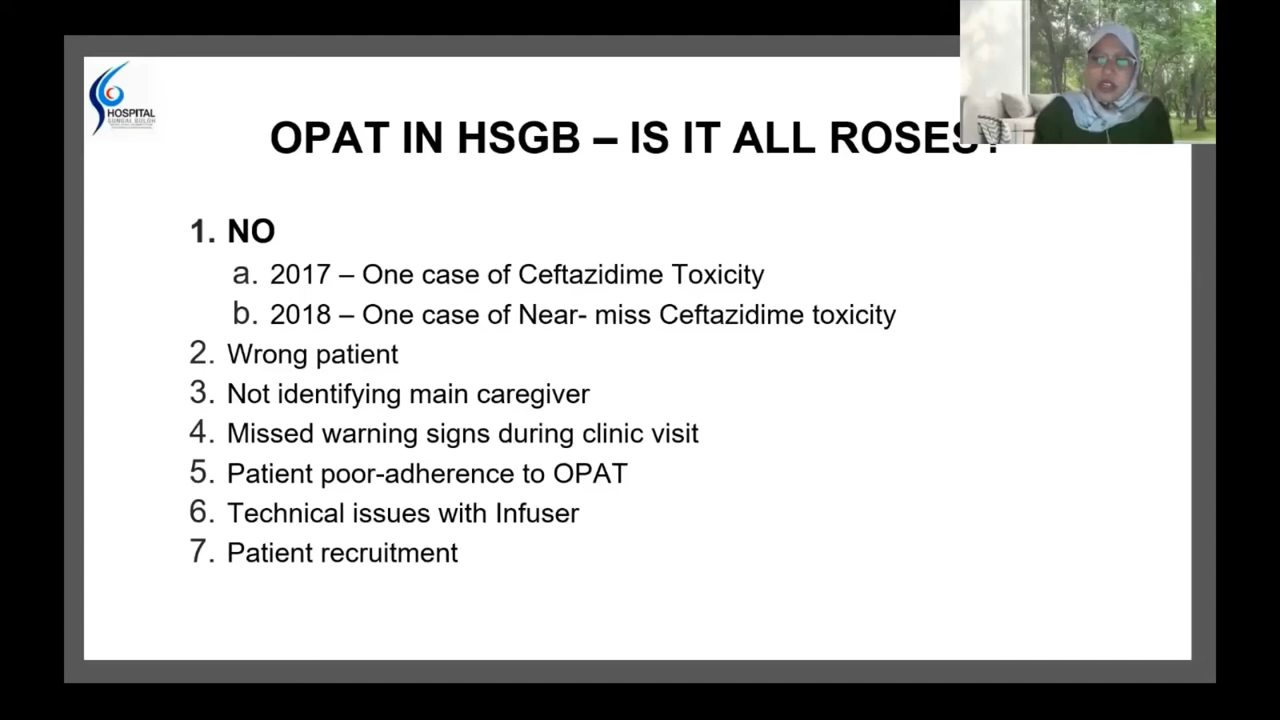 HOSPITAL
SUNGAI BULOH
OPAT IN HSGB – IS IT ALL ROSES?
1. NO
a. 2017 – One case of Ceftazidime Toxicity
b. 2018 – One case of Near- miss Ceftazidime toxicity
2. Wrong patient
3. Not identifying main caregiver
4. Missed warning signs during clinic visit
5. Patient poor-adherence to OPAT
6. Technical issues with Infuser
7. Patient recruitment